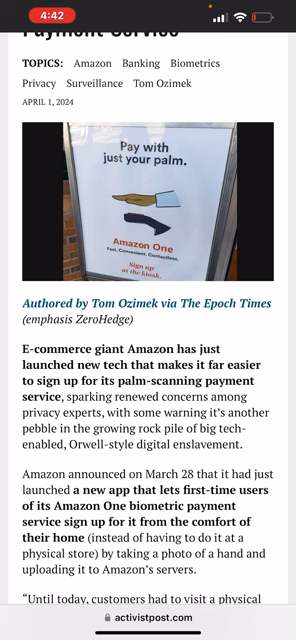 4:42
Payment Service
TOPICS: Amazon Banking Biometrics
Privacy Surveillance Tom Ozimek
APRIL 1, 2024
Pay with
just your palm.
Amazon One
Fast. Convenient. Contactless.
Sign up
at the kiosk.
Authored by Tom Ozimek via The Epoch Times
(emphasis ZeroHedge)
E-commerce giant Amazon has just
launched new tech that makes it far easier
to sign up for its palm-scanning payment
service, sparking renewed concerns among
privacy experts, with some warning it’s another
pebble in the growing rock pile of big tech-
enabled, Orwell-style digital enslavement.
Amazon announced on March 28 that it had just
launched a new app that lets first-time users
of its Amazon One biometric payment
service sign up for it from the comfort of
their home (instead of having to do it at a
physical store) by taking a photo of a hand and
uploading it to Amazon’s servers.
“Until today, customers had to visit a physical
activistpost.com